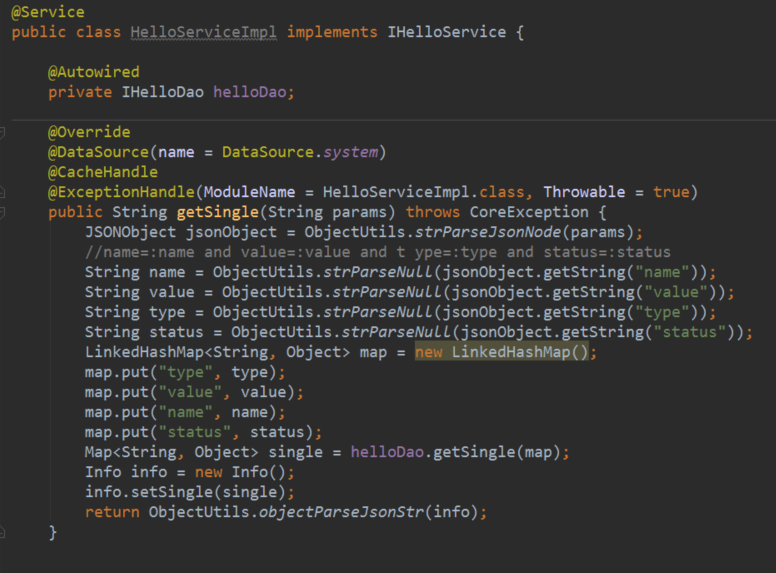 @Service
public class HelloServiceImpl implements IHelloService {
@Autowired
private IHelloDao helloDao;
@Override
@DataSource(name = DataSource.system)
@CacheHandle
@ExceptionHandle(ModuleName = HelloServiceImpl.class, Throwable = true)
public String getSingle(String params) throws CoreException {
JSONObject jsonObject = ObjectUtils.strParseJsonNode(params);
//name=:name and value=:value and t ype=:type and status=:status
String name = ObjectUtils.strParseNull(jsonObject.getString("name"));
String value = ObjectUtils.strParseNull(jsonObject.getString("value"));
String type = ObjectUtils.strParseNull(jsonObject.getString("type"));
String status = ObjectUtils.strParseNull(jsonObject.getString("status"));
LinkedHashMap<String, Object> map = new LinkedHashMap();
map.put("type", type);
map.put("value", value);
map.put("name", name);
map.put("status", status);
Map<String, Object> single = helloDao.getSingle(map);
Info info = new Info();
info.setSingle(single);
return ObjectUtils.objectParseJsonStr(info);
}